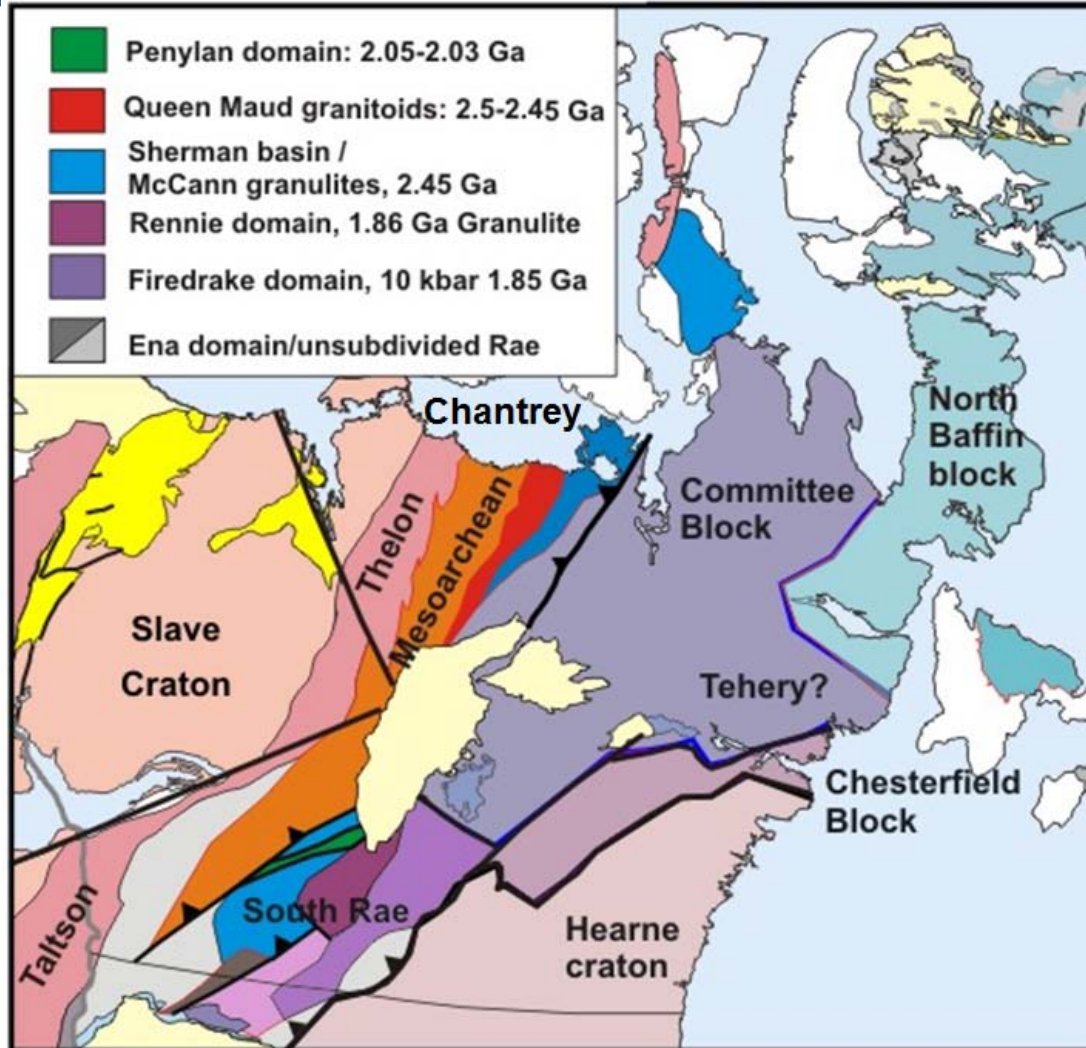 Penylan domain: 2.05-2.03 Ga
Queen Maud granitoids: 2.5-2.45 Ga
Sherman basin /
McCann granulites, 2.45 Ga
Rennie domain, 1.86 Ga Granulite
Firedrake domain, 10 kbar 1.85 Ga
Ena domain/unsubdivided Rae
Chantrey
North
Baffin
block
Committee
Block
Thelon
Mesoarchean
Slave
Craton
Tehery?
Chesterfield
Block
Taltson
South Rae
Hearne
craton